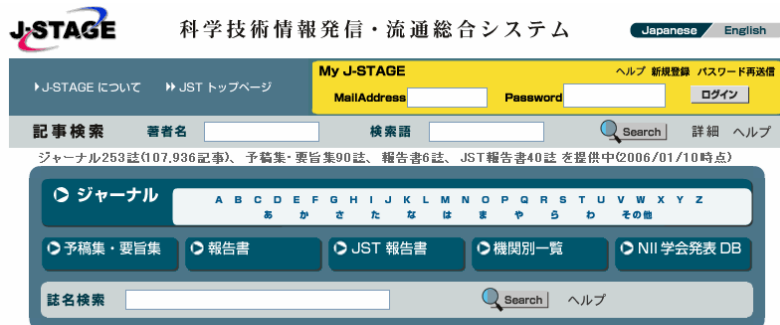 J-STAGE 科学技術情報発信・流通総合システム Japanese English
J-STAGE について JST トップページ
My J-STAGE ヘルプ 新規登録 パスワード再送信
MailAddress Password ログイン
記事検索 著者名 検索語 Search 詳細 ヘルプ
ジャーナル253誌(107,936記事)、予稿集・要旨集90誌、報告書6誌、JST報告書40誌 を提供中(2006/01/10時点)
ジャーナル A B C D E F G H I J K L M N O P Q R S T U V W X Y Z
あ か さ た な は ま や ら わ その他
予稿集・要旨集 報告書 JST 報告書 機関別一覧 NII 学会発表 DB
誌名検索 Search ヘルプ